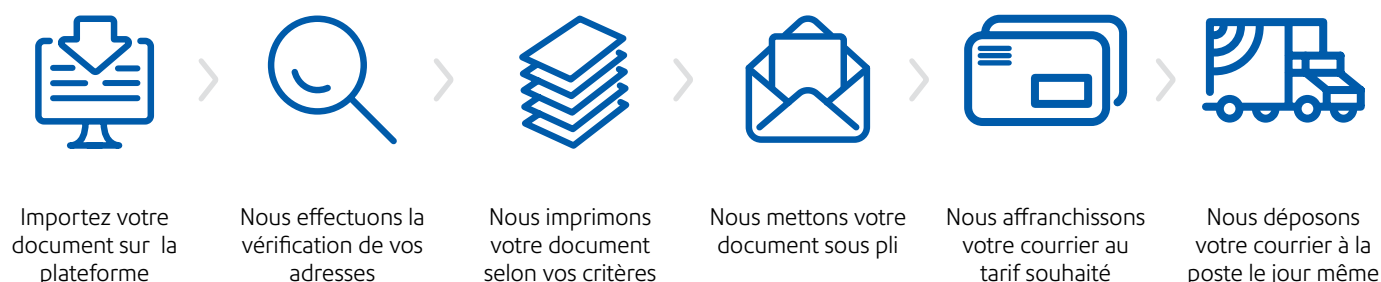 Importez votre
document sur la
plateforme
Nous effectuons la
vérification de vos
adresses
Nous imprimons
votre document
selon vos critères
Nous mettons votre
document sous pli
Nous affranchissons
votre courrier au
tarif souhaité
Nous déposons
votre courrier à la
poste le jour même